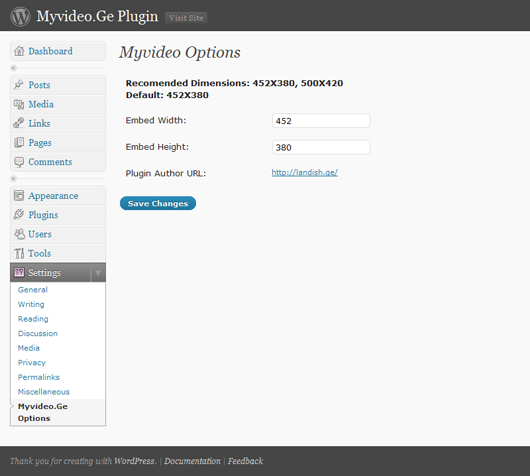 Myvideo.Ge Plugin Visit Site
Dashboard
Posts
Media
Links
Pages
Comments
Appearance
Plugins
Users
Tools
Settings
General
Writing
Reading
Discussion
Media
Privacy
Permalinks
Miscellaneous
Myvideo.Ge
Options
Myvideo Options
Recomended Dimensions: 452X380, 500X420
Default: 452X380
Embed Width: 452
Embed Height: 380
Plugin Author URL: http://landish.ge/
Save Changes
Thank you for creating with WordPress. | Documentation | Feedback